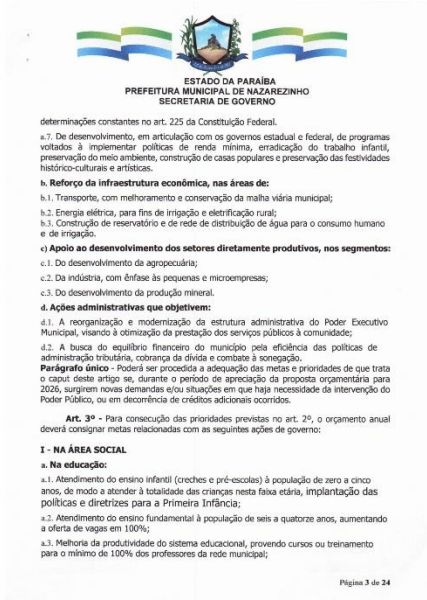 ESTADO DA PARAÍBA
PREFEITURA MUNICIPAL DE NAZAREZINHO
SECRETARIA DE GOVERNO
determinações constantes no art. 225 da Constituição Federal.
a.7. De desenvolvimento, em articulação com os governos estadual e federal, de programas
voltados à implementar políticas de renda mínima, erradicação do trabalho infantil,
preservação do meio ambiente, construção de casas populares e preservação das festividades
histórico-culturais e artísticas.
b. Reforço da infraestrutura econômica, nas áreas de:
b.1. Transporte, com melhoramento e conservação da malha viária municipal;
b.2. Energia elétrica, para fins de irrigação e eletrificação rural;
b.3. Construção de reservatório e de rede de distribuição de água para o consumo humano
e de irrigação.
c) Apoio ao desenvolvimento dos setores diretamente produtivos, nos segmentos:
c.1. Do desenvolvimento da agropecuária;
c.2. Da indústria, com ênfase às pequenas e microempresas;
c.3. Do desenvolvimento da produção mineral.
d. Ações administrativas que objetivem:
d.1. A reorganização e modernização da estrutura administrativa do Poder Executivo
Municipal, visando à otimização da prestação dos serviços públicos à comunidade;
d.2. A busca do equilíbrio financeiro do município pela eficiência das políticas de
administração tributária, cobrança da dívida e combate à sonegação.
Parágrafo único - Poderá ser procedida a adequação das metas e prioridades de que trata
o caput deste artigo se, durante o período de apreciação da proposta orçamentária para
2026, surgirem novas demandas e/ou situações em que haja necessidade da intervenção do
Poder Público, ou em decorrência de créditos adicionais ocorridos.
Art. 3º - Para consecução das prioridades previstas no art. 2º, o orçamento anual
deverá consignar metas relacionadas com as seguintes ações de governo:
I - NA ÁREA SOCIAL
a. Na educação:
a.1. Atendimento do ensino infantil (creches e pré-escolas) à população de zero a cinco
anos, de modo a atender à totalidade das crianças nesta faixa etária, implantação das
políticas e diretrizes para a Primeira Infância;
a.2. Atendimento do ensino fundamental à população de seis a quatorze anos, aumentando
a oferta de vagas em 100%;
a.3. Melhoria da produtividade do sistema educacional, provendo cursos ou treinamento
para o mínimo de 100% dos professores da rede municipal;
Página 3 de 24